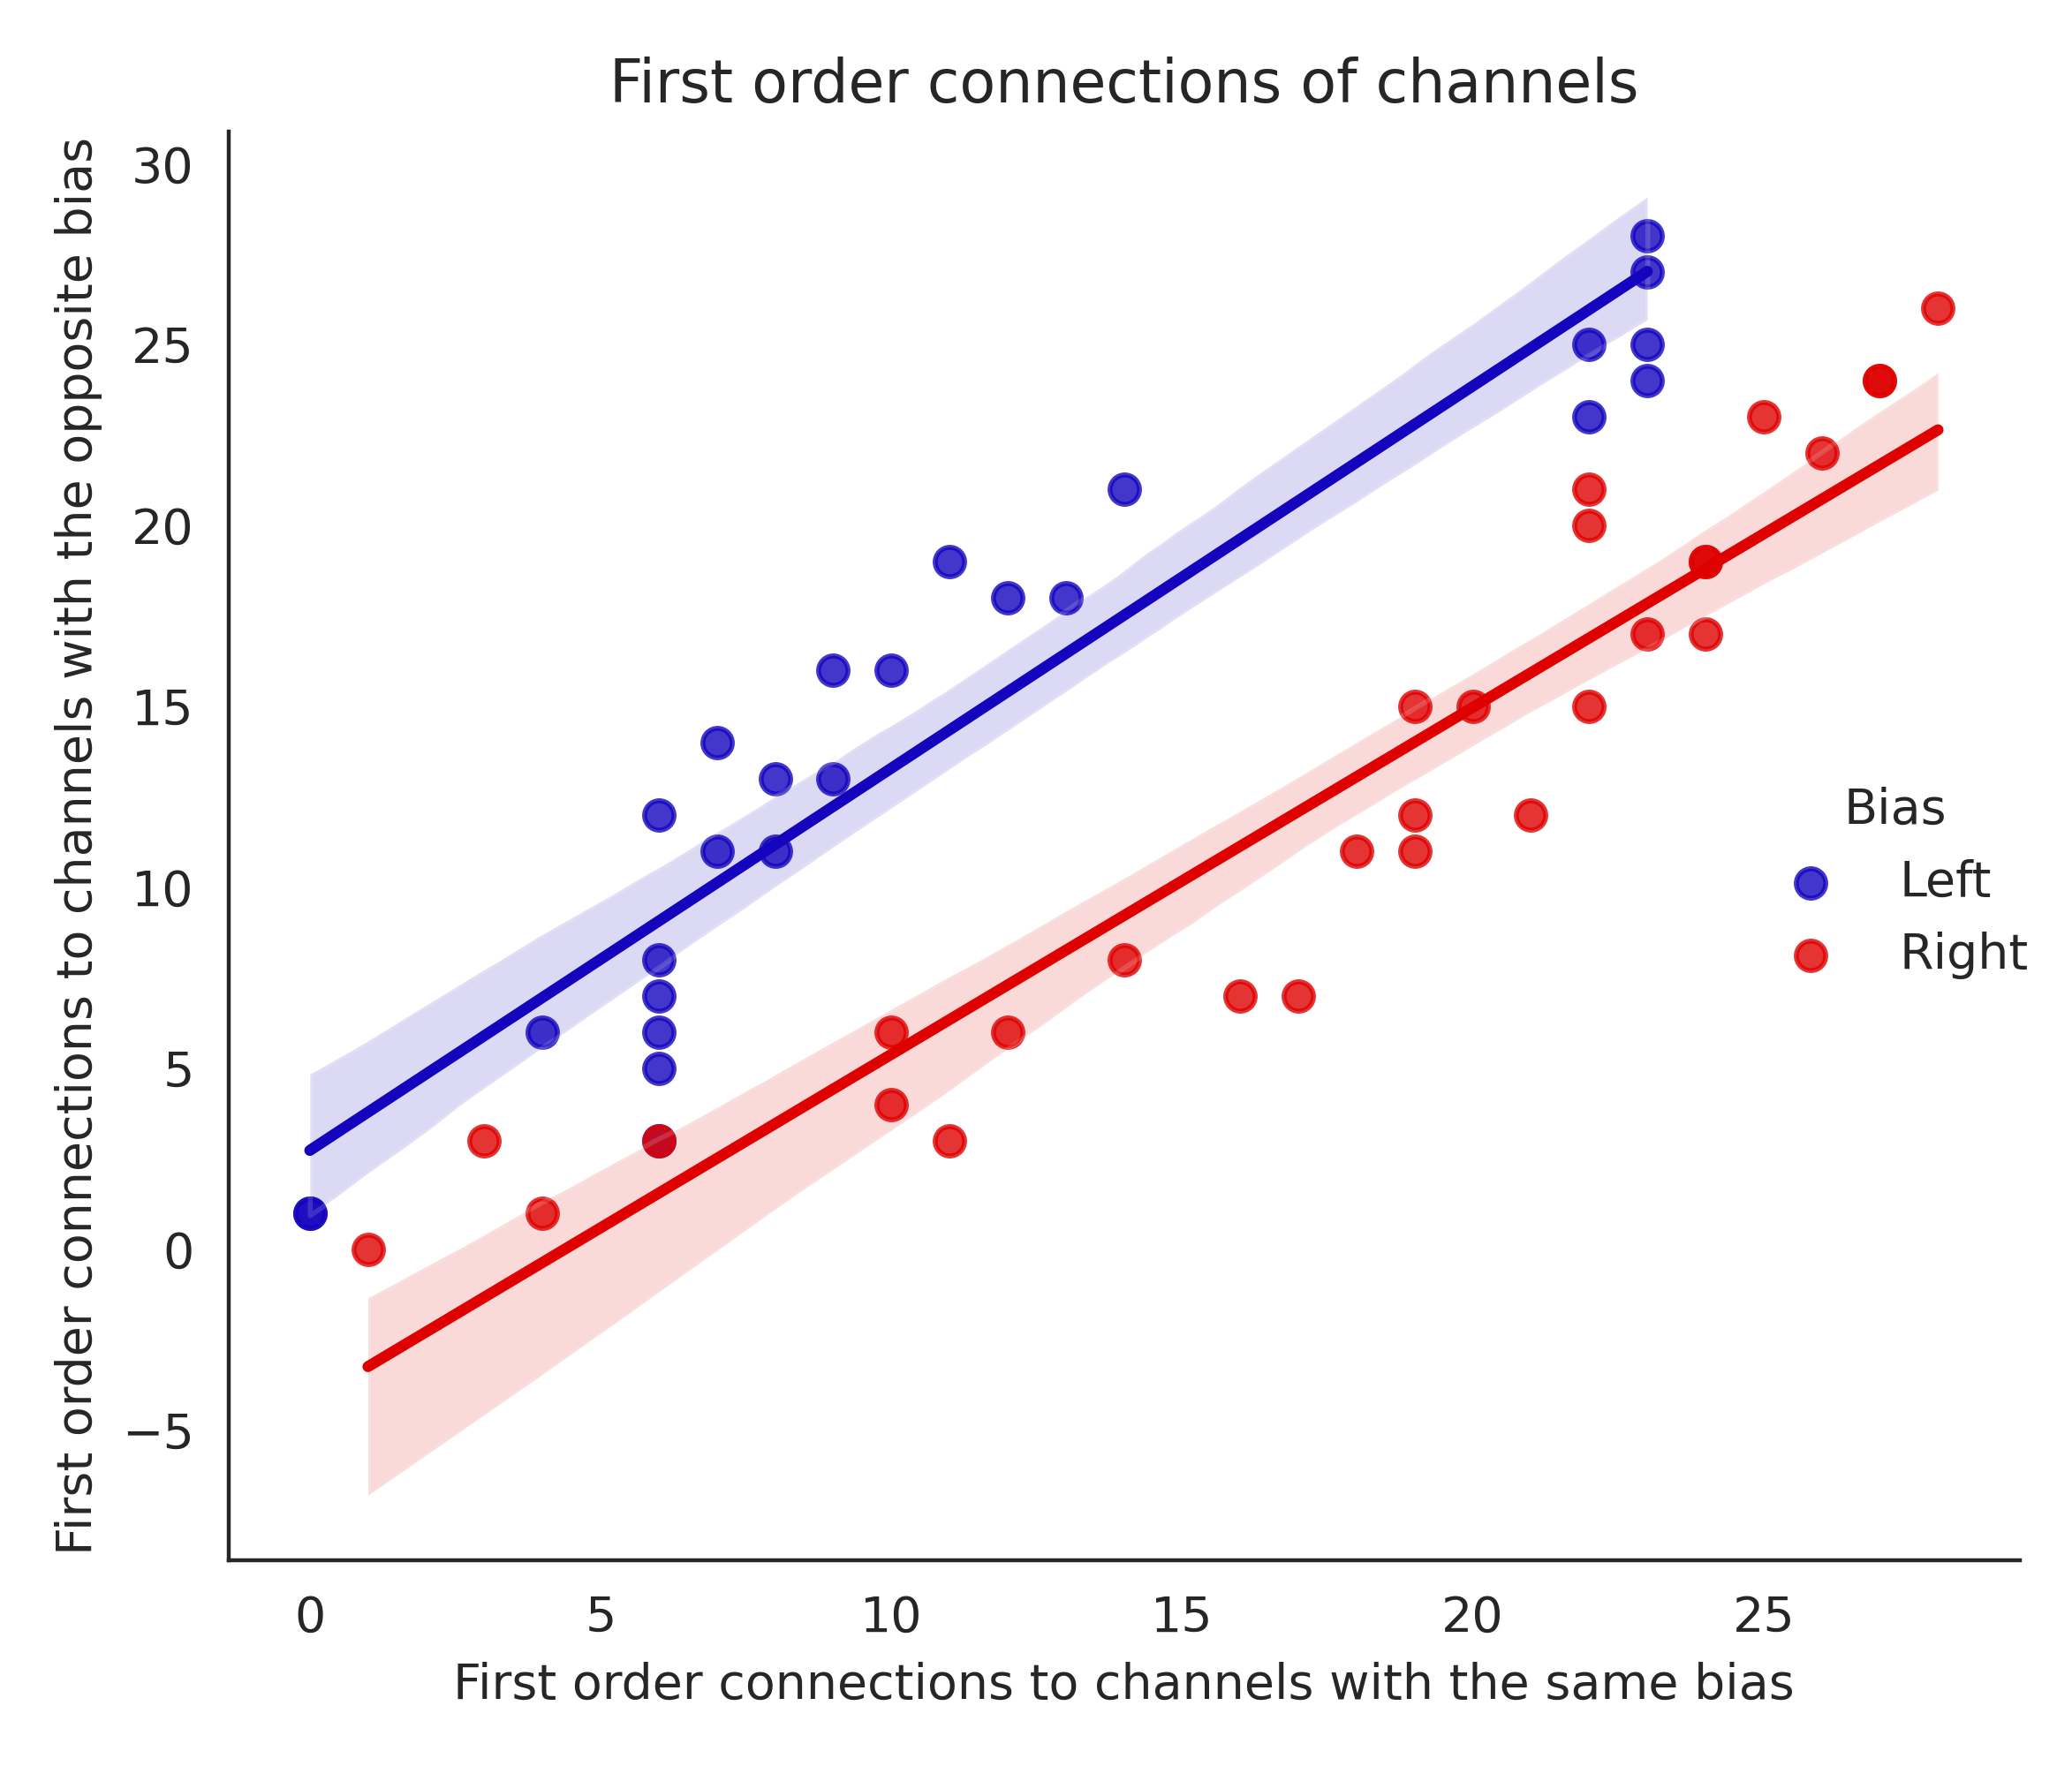 First order connections of channels
First order connections to channels with the opposite bias
30
25
20
15
10
5
0
−5
Bias
Left
Right
0 5 10 15 20 25
First order connections to channels with the same bias